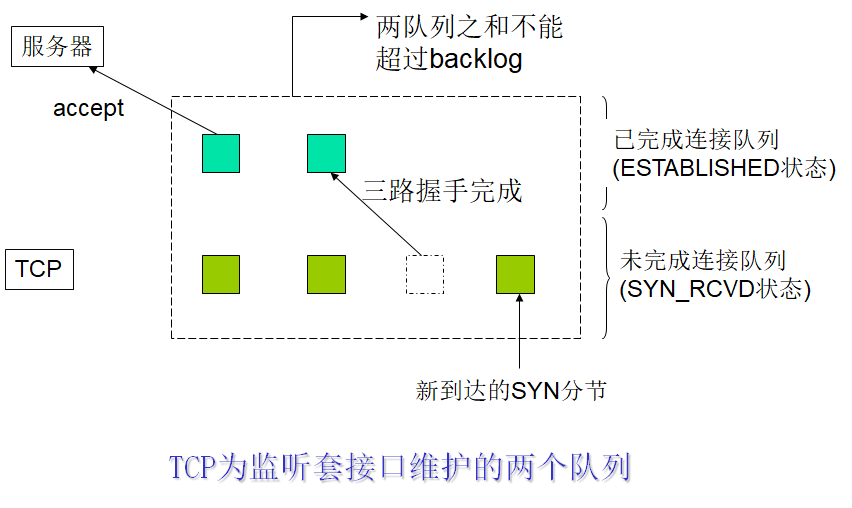 服务器
两队列之和不能
超过backlog
accept
已完成连接队列
(ESTABLISHED状态)
三路握手完成
TCP
未完成连接队列
(SYN_RCVD状态)
新到达的SYN分节
TCP为监听套接口维护的两个队列